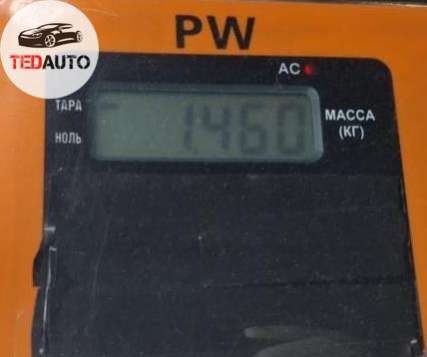 TEDAUTO
PW
AC
ТАРА
1.460
МАССА
(КГ)
НОЛЬ